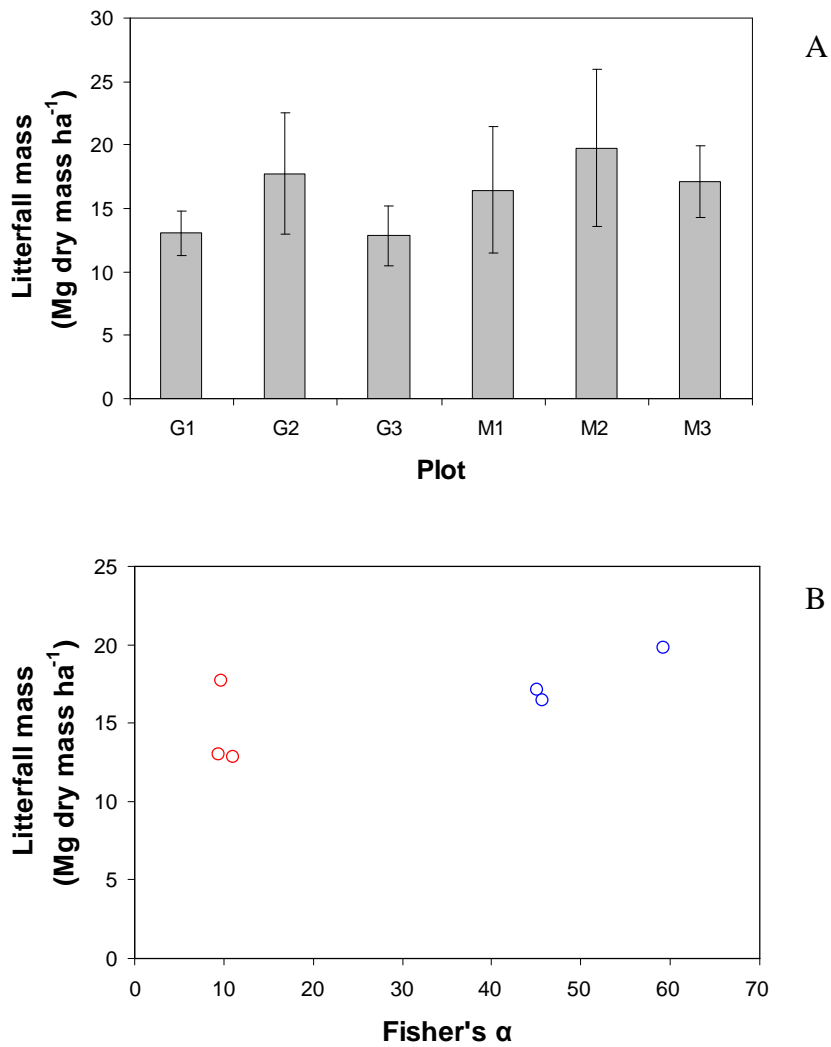 A
30
25
20
15
10
5
0
Litterfall mass
(Mg dry mass ha⁻¹)
G1 G2 G3 M1 M2 M3
Plot
B
25
20
15
10
5
0
Litterfall mass
(Mg dry mass ha⁻¹)
0 10 20 30 40 50 60 70
Fisher's α